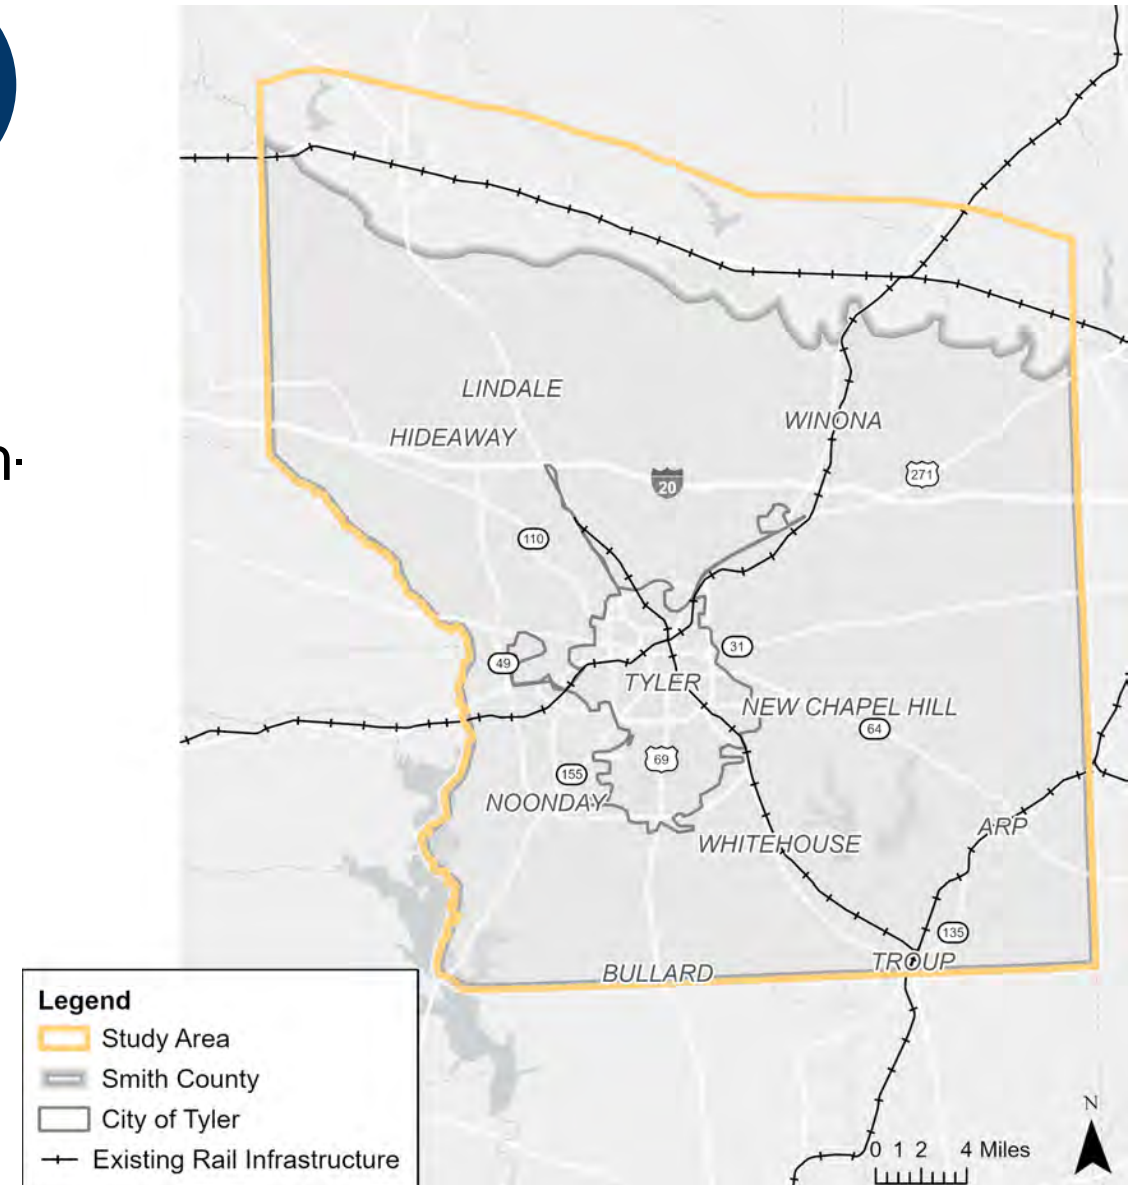 LINDALE
HIDEAWAY
WINONA
271
20
110
n.
31
49
TYLER
NEW CHAPEL HILL
64
69
155
NOONDAY
ARP
WHITEHOUSE
135
TROUP
BULLARD
Legend
Study Area
Smith County
City of Tyler
Existing Rail Infrastructure
N
0 1 2 4 Miles